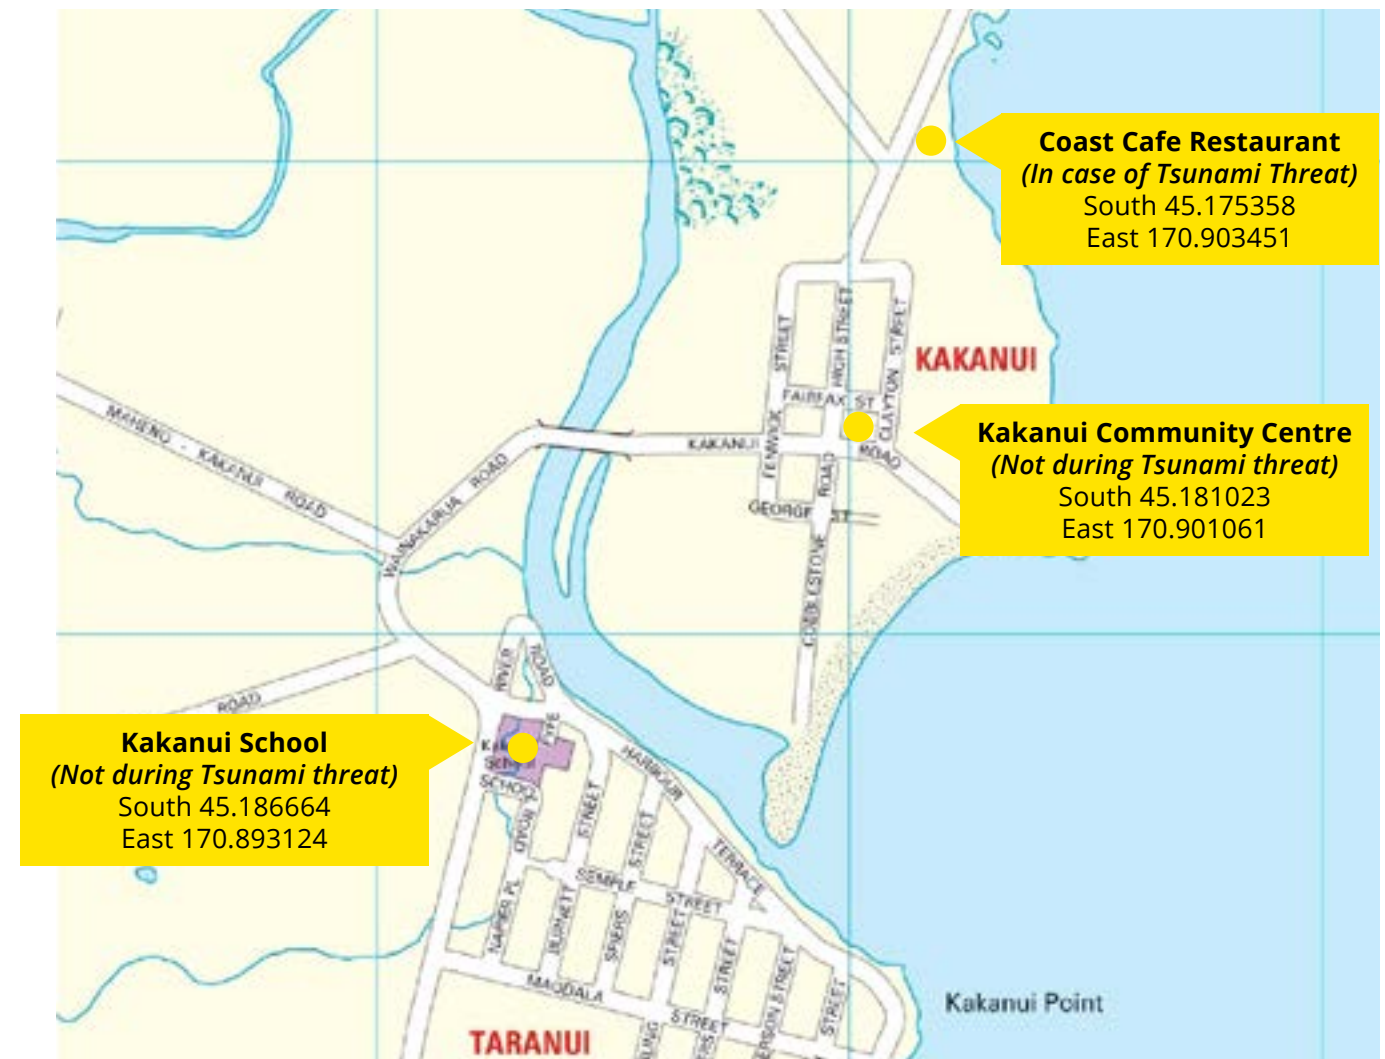 Coast Cafe Restaurant
(In case of Tsunami Threat)
South 45.175358
East 170.903451
STREET
HIGH STREET
CLAYTON STREET
KAKANUI
FAIRFAX ST
FENWICK
KAKANUI
ROAD
Kakanui Community Centre
(Not during Tsunami threat)
South 45.181023
East 170.901061
MAHENO - KAKANUI ROAD
WAINAKARUA ROAD
GEORGE ST
COBBLESTONE ROAD
RIVER
ROAD
ROAD
Kakanui School
(Not during Tsunami threat)
South 45.186664
East 170.893124
School
SCHOOL
ROAD
HARBOUR
TERRACE
STREET
STREET
SEMPLE
STREET
NAPIER PL
BURNETT
SPIERS
STREET
STREET
STREET
STREET
MAGDALA
STREET
Kakanui Point
TARANUI